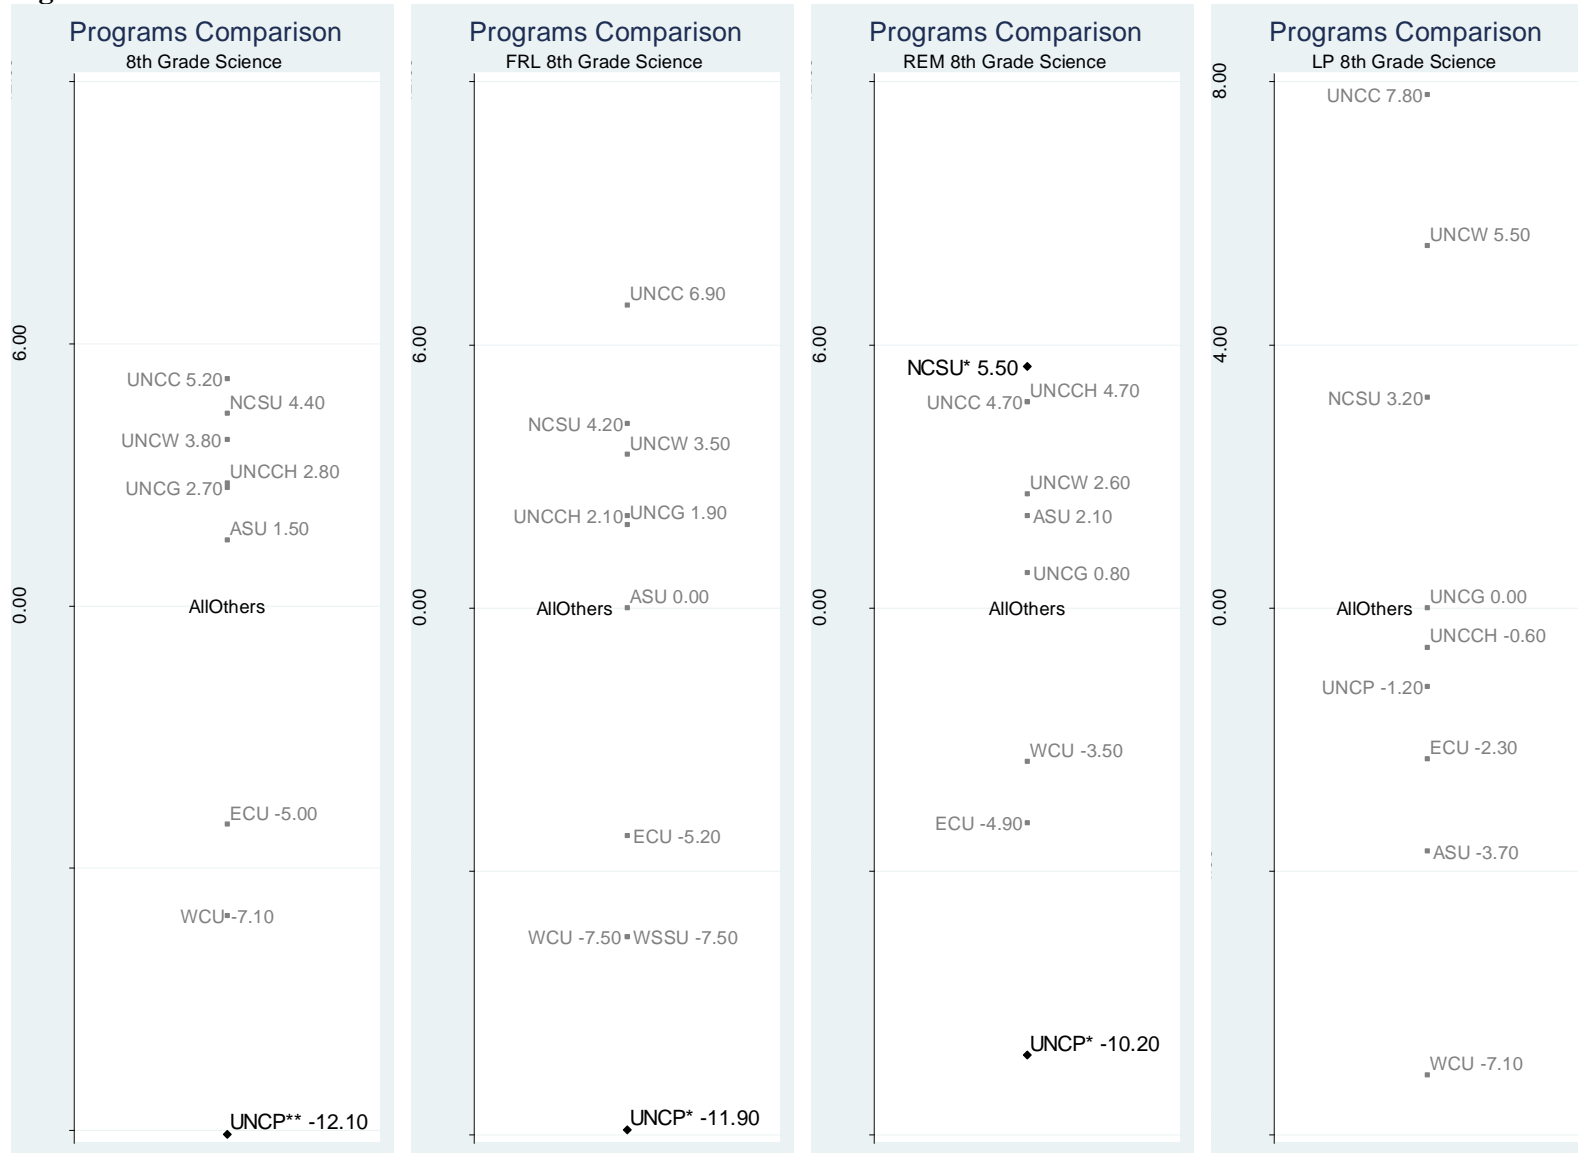 Programs Comparison
8th Grade Science
6.00
0.00
UNCC 5.20
NCSU 4.40
UNCW 3.80
UNCCH 2.80
UNCG 2.70
ASU 1.50
AllOthers
ECU -5.00
WCU -7.10
UNCP** -12.10
Programs Comparison
FRL 8th Grade Science
6.00
0.00
UNCC 6.90
NCSU 4.20
UNCW 3.50
UNCCH 2.10 UNCG 1.90
ASU 0.00
AllOthers
ECU -5.20
WCU -7.50 WSSU -7.50
UNCP* -11.90
Programs Comparison
REM 8th Grade Science
6.00
0.00
NCSU* 5.50
UNCCH 4.70
UNCC 4.70
UNCW 2.60
ASU 2.10
UNCG 0.80
AllOthers
WCU -3.50
ECU -4.90
UNCP* -10.20
Programs Comparison
LP 8th Grade Science
8.00
4.00
0.00
UNCC 7.80
UNCW 5.50
NCSU 3.20
UNCG 0.00
AllOthers
UNCCH -0.60
UNCP -1.20
ECU -2.30
ASU -3.70
WCU -7.10